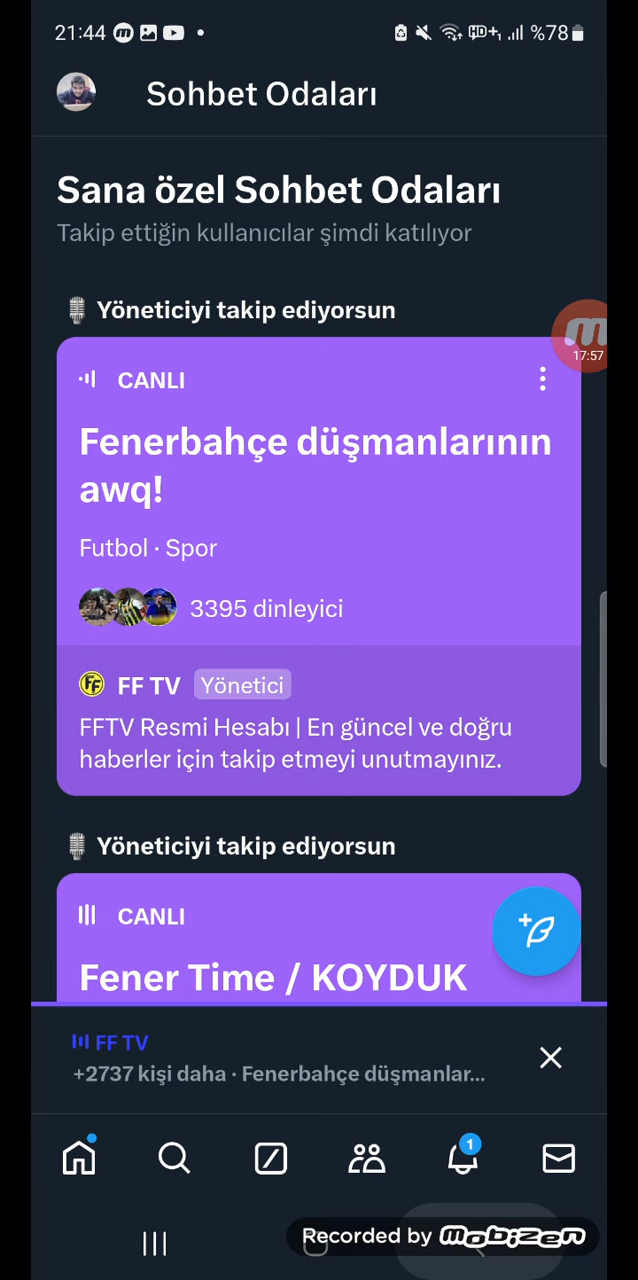 21:44
%78
Sohbet Odaları
Sana özel Sohbet Odaları
Takip ettiğin kullanıcılar şimdi katılıyor
Yöneticiyi takip ediyorsun
17:57
CANLI
Fenerbahçe düşmanlarının
awq!
Futbol · Spor
3395 dinleyici
FF TV Yönetici
FFTV Resmi Hesabı | En güncel ve doğru
haberler için takip etmeyi unutmayınız.
Yöneticiyi takip ediyorsun
CANLI
Fener Time / KOYDUK
FF TV
+2737 kişi daha · Fenerbahçe düşmanlar...
1
Recorded by mobizen